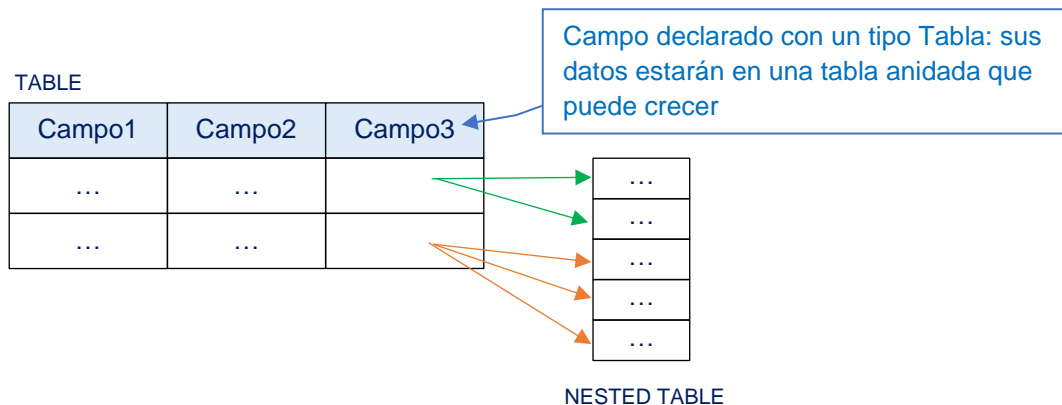 Campo declarado con un tipo Tabla: sus
datos estarán en una tabla anidada que
puede crecer
TABLE
Campo1 Campo2 Campo3
... ...
... ...
...
...
...
...
...
NESTED TABLE